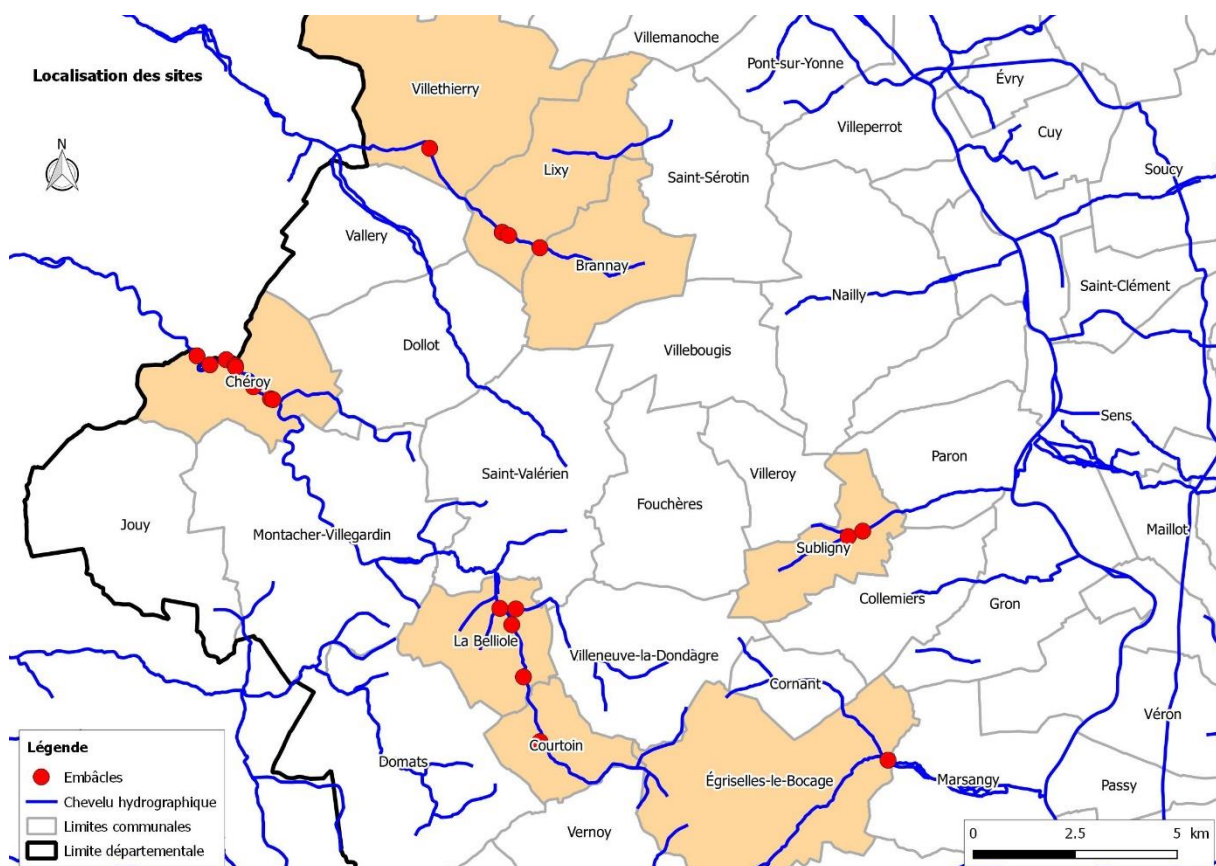 Villemanoche
Pont-sur-Yonne
Localisation des sites
Évry
Villethierry
Villeperrot
Cuy
N
Lixy
Soucy
Saint-Sérotin
Vallery
Brannay
Saint-Clément
Nailly
Dollot
Villebougis
Chéroy
Sens
Paron
Saint-Valérien
Villeroy
Fouchères
Jouy
Montacher-Villegardin
Maillot
Subligny
Collemiers
Gron
La Belliole
Villeneuve-la-Dondagre
Cornant
Véron
Courtoin
Domats
Égriselles-le-Bocage
Marsangy
Passy
Vernoy
Légende
Embâcles
Chevelu hydrographique
Limites communales
Limite départementale
0 2.5 5 km